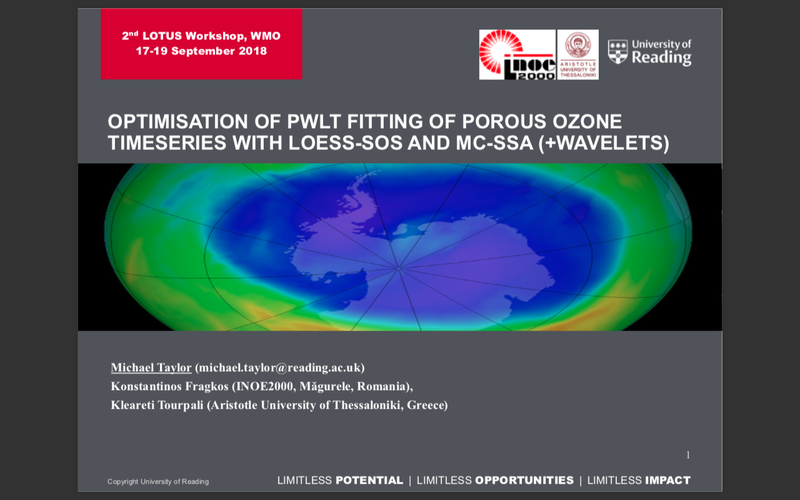 2nd LOTUS Workshop, WMO
17-19 September 2018
inoe
2000
ARISTOTLE
UNIVERSITY OF
THESSALONIKI
University of
Reading
OPTIMISATION OF PWLT FITTING OF POROUS OZONE
TIMESERIES WITH LOESS-SOS AND MC-SSA (+WAVELETS)
Michael Taylor (michael.taylor@reading.ac.uk)
Konstantinos Fragkos (INOE2000, Măgurele, Romania),
Kleareti Tourpali (Aristotle University of Thessaloniki, Greece)
1
Copyright University of Reading
LIMITLESS POTENTIAL | LIMITLESS OPPORTUNITIES | LIMITLESS IMPACT